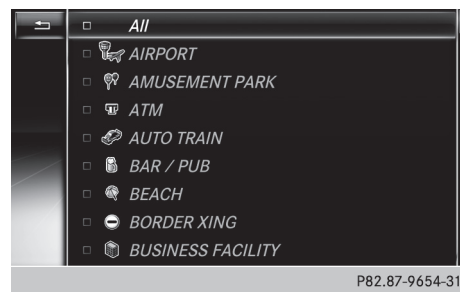 All
AIRPORT
AMUSEMENT PARK
ATM
AUTO TRAIN
BAR / PUB
BEACH
BORDER XING
BUSINESS FACILITY
P82.87-9654-31